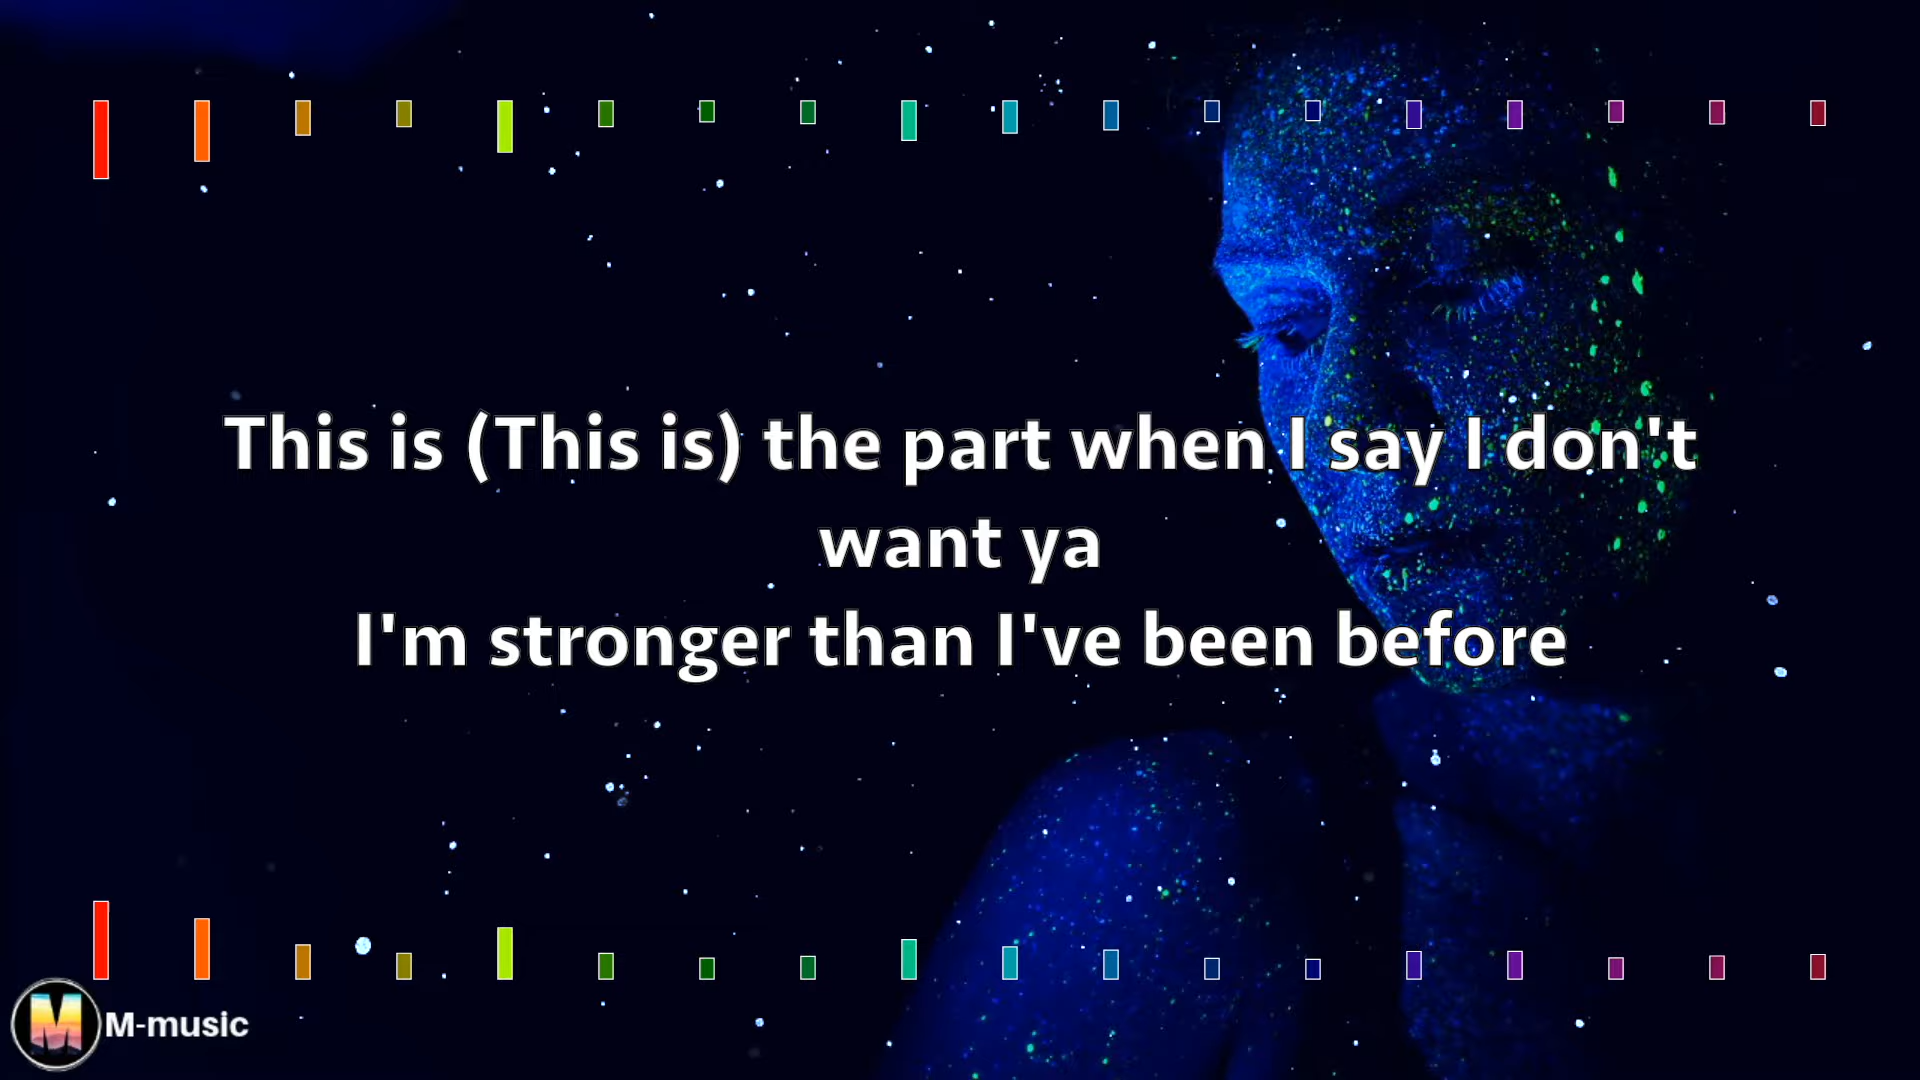 This is (This is) the part when I say I don't
want ya
I'm stronger than I've been before
M-music